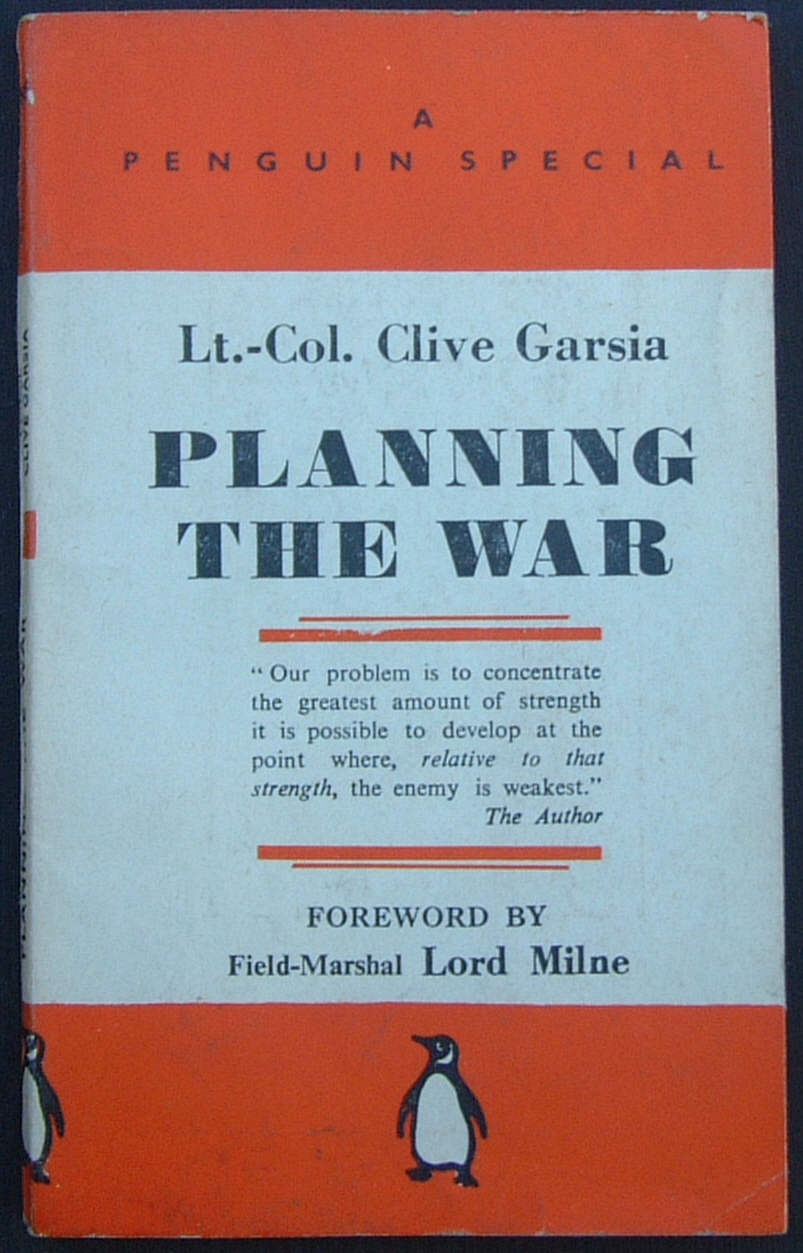 A
PENGUIN SPECIAL
Lt.-Col. Clive Garsia
PLANNING
THE WAR
“ Our problem is to concentrate
the greatest amount of strength
it is possible to develop at the
point where, relative to that
strength, the enemy is weakest.”
The Author
FOREWORD BY
Field-Marshal Lord Milne
CLIVE GARSIA